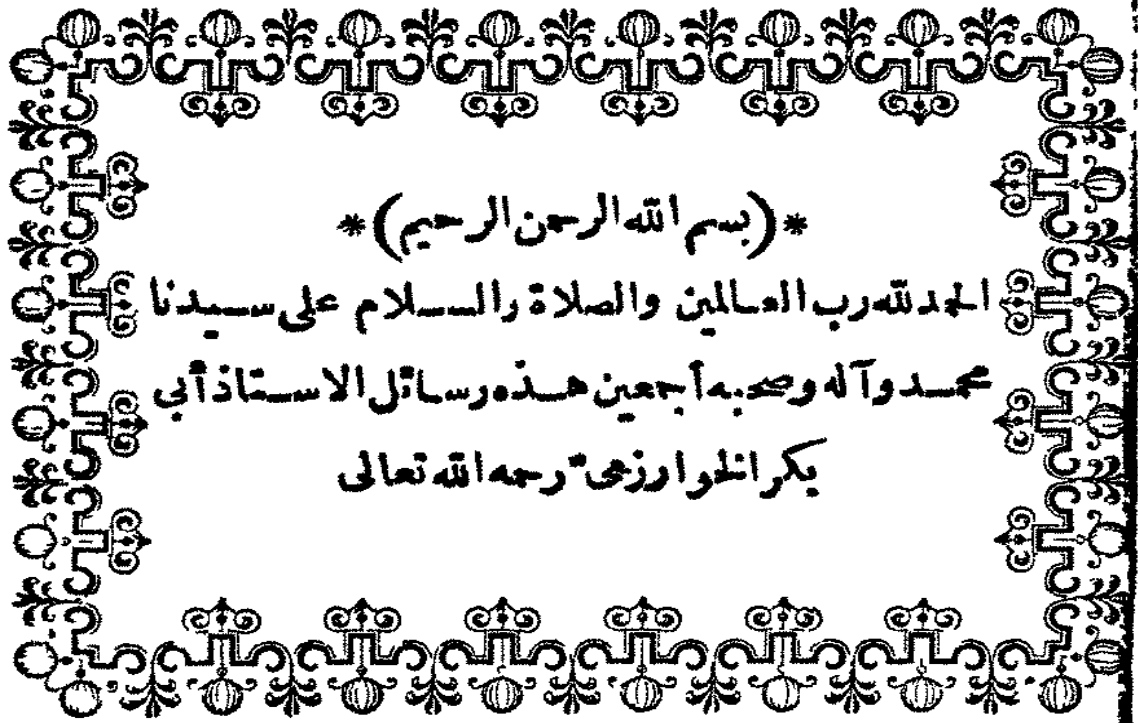 *(بسم الله الرحمن الرحيم)*
الحمد لله رب العالمين والصلاة والسلام على سيدنا
محمد وآله وصحبه أجمعين هذه رسائل الاستاذ أبي
بكر الخوارزمى رحمه الله تعالى